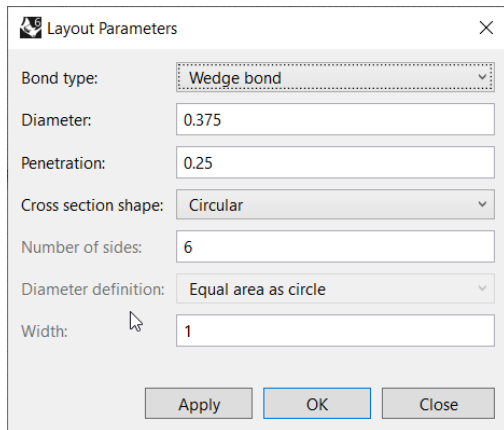 6 Layout Parameters
Bond type: Wedge bond
Diameter: 0.375
Penetration: 0.25
Cross section shape: Circular
Number of sides: 6
Diameter definition: Equal area as circle
Width: 1
Apply OK Close